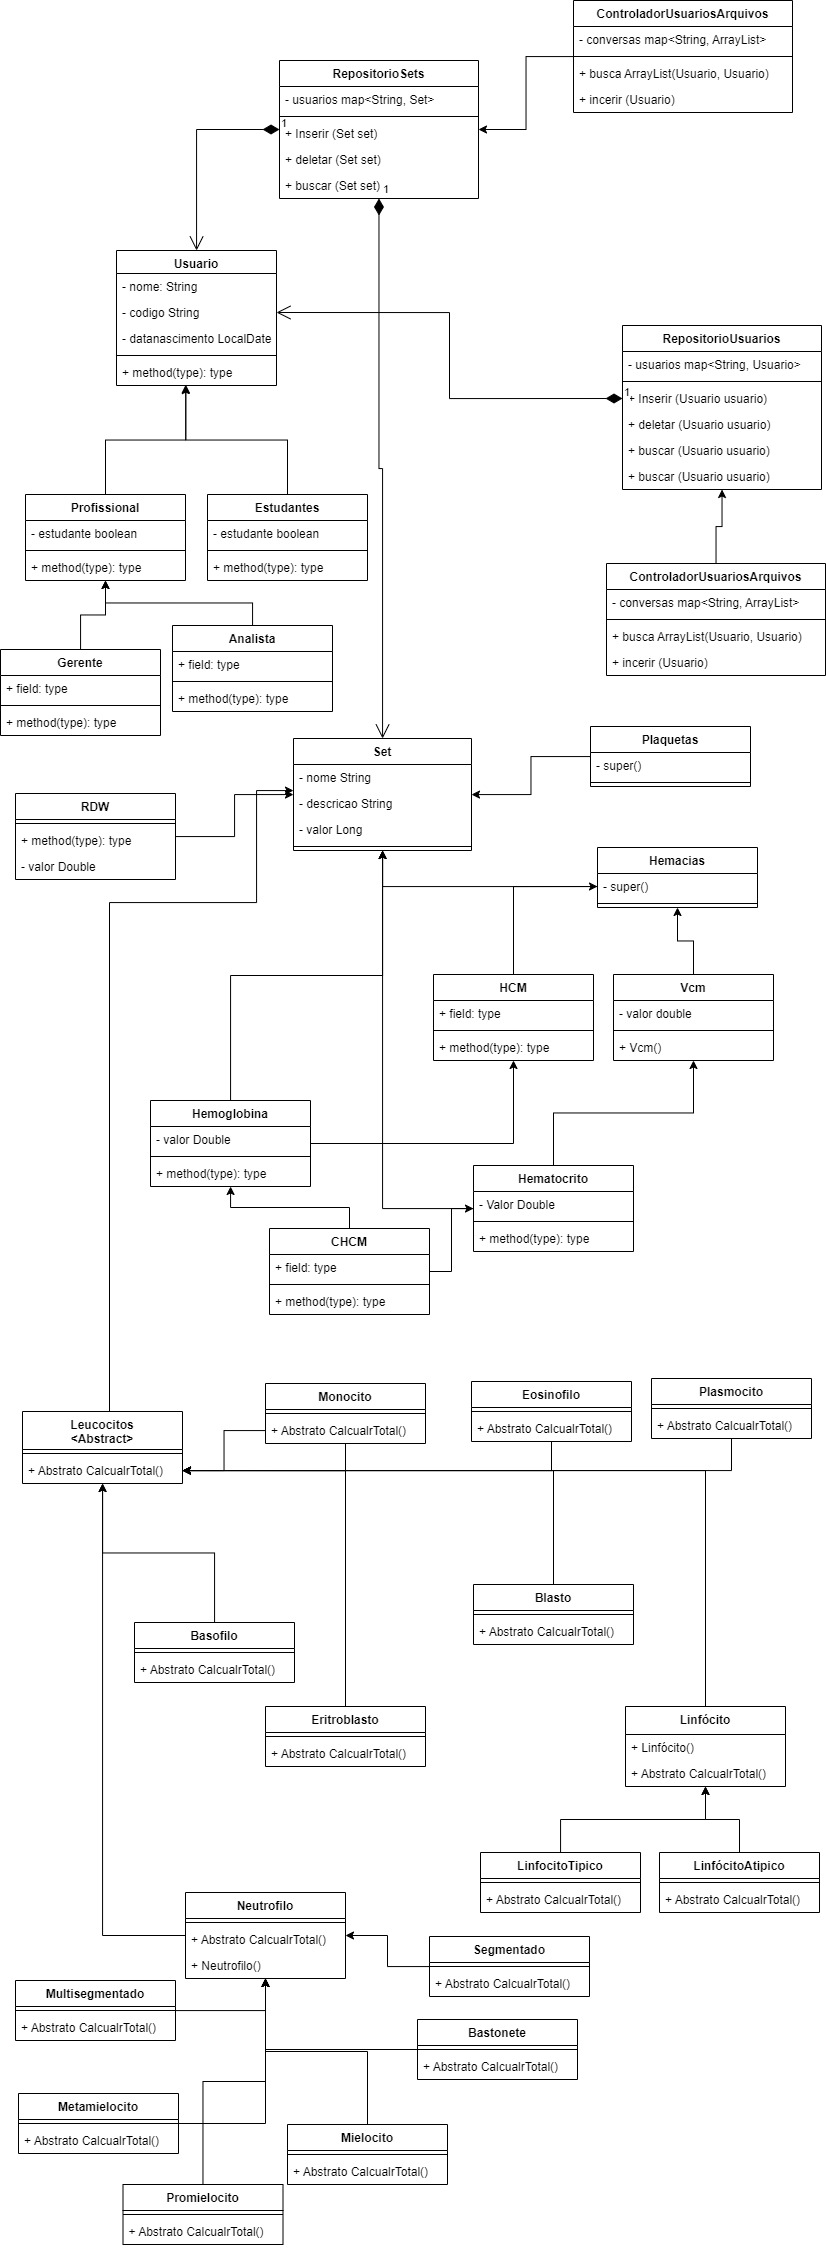 ControladorUsuariosArquivos
- conversas map<String, ArrayList>
+ busca ArrayList(Usuario, Usuario)
+ incerir (Usuario)
RepositorioSets
- usuarios map<String, Set>
1
+ Inserir (Set set)
+ deletar (Set set)
+ buscar (Set set)
1
Usuario
- nome: String
- codigo String
- datanascimento LocalDate
+ method(type): type
RepositorioUsuarios
- usuarios map<String, Usuario>
1
+ Inserir (Usuario usuario)
+ deletar (Usuario usuario)
+ buscar (Usuario usuario)
+ buscar (Usuario usuario)
Profissional
- estudante boolean
+ method(type): type
Estudantes
- estudante boolean
+ method(type): type
ControladorUsuariosArquivos
- conversas map<String, ArrayList>
+ busca ArrayList(Usuario, Usuario)
+ incerir (Usuario)
Gerente
+ field: type
+ method(type): type
Analista
+ field: type
+ method(type): type
Set
- nome String
- descricao String
- valor Long
Plaquetas
- super()
RDW
+ method(type): type
- valor Double
Hemacias
- super()
HCM
+ field: type
+ method(type): type
Vcm
- valor double
+ Vcm()
Hemoglobina
- valor Double
+ method(type): type
Hematocrito
- Valor Double
+ method(type): type
CHCM
+ field: type
+ method(type): type
Leucocitos
<Abstract>
+ Abstrato CalcualrTotal()
Monocito
+ Abstrato CalcualrTotal()
Eosinofilo
+ Abstrato CalcualrTotal()
Plasmocito
+ Abstrato CalcualrTotal()
Blasto
+ Abstrato CalcualrTotal()
Basofilo
+ Abstrato CalcualrTotal()
Eritroblasto
+ Abstrato CalcualrTotal()
Linfócito
+ Linfócito()
+ Abstrato CalcualrTotal()
LinfocitoTipico
+ Abstrato CalcualrTotal()
LinfócitoAtipico
+ Abstrato CalcualrTotal()
Neutrofilo
+ Abstrato CalcualrTotal()
+ Neutrofilo()
Segmentado
+ Abstrato CalcualrTotal()
Multisegmentado
+ Abstrato CalcualrTotal()
Bastonete
+ Abstrato CalcualrTotal()
Metamielocito
+ Abstrato CalcualrTotal()
Mielocito
+ Abstrato CalcualrTotal()
Promielocito
+ Abstrato CalcualrTotal()